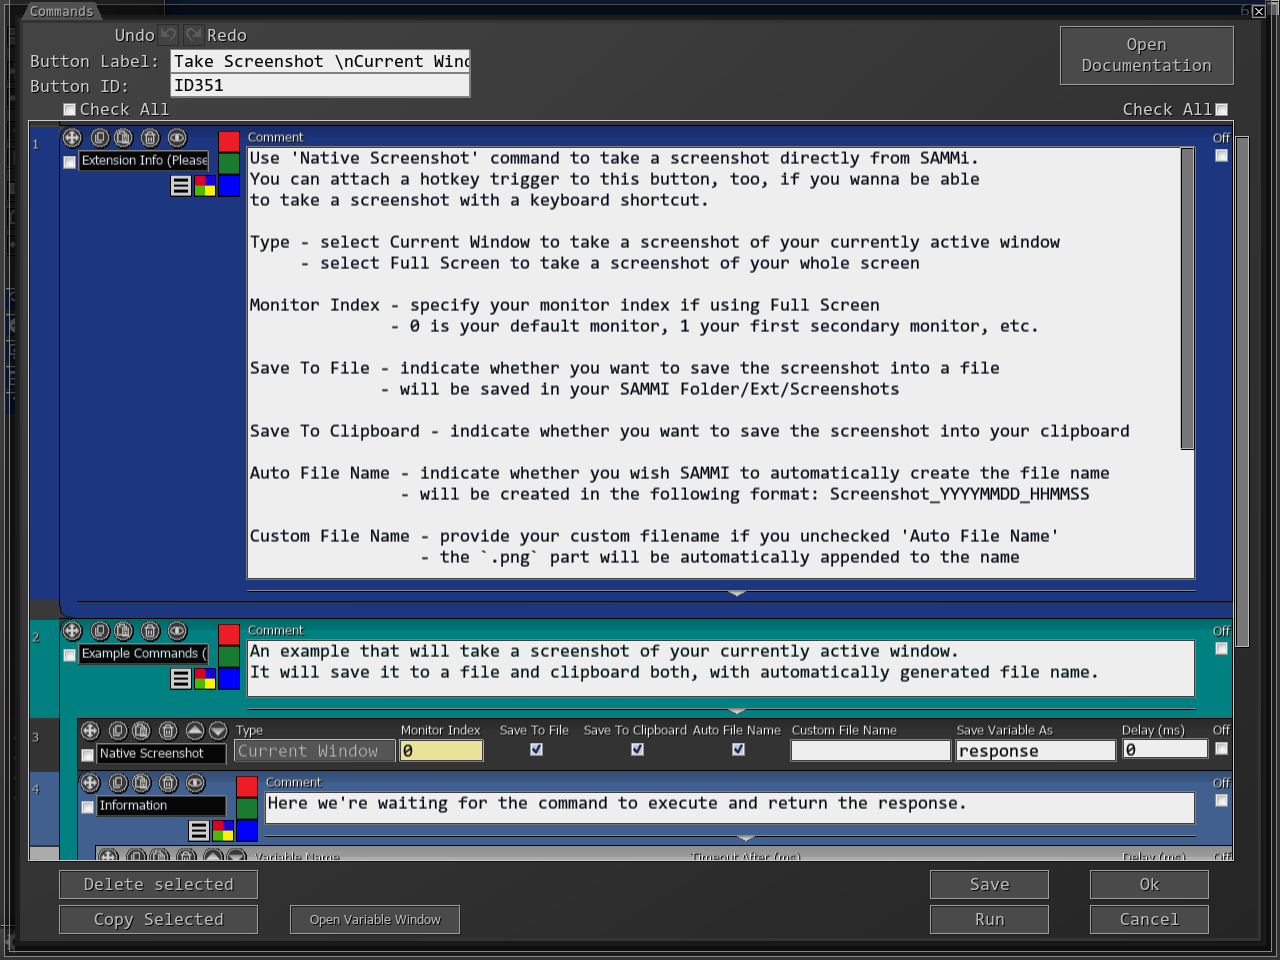 Commands
Undo Redo
Button Label: Take Screenshot \nCurrent Wind
Button ID: ID351
Open
Documentation
Check All
Check All
1
Extension Info (Please
Comment
Off
Use 'Native Screenshot' command to take a screenshot directly from SAMMi.
You can attach a hotkey trigger to this button, too, if you wanna be able
to take a screenshot with a keyboard shortcut.
Type - select Current Window to take a screenshot of your currently active window
- select Full Screen to take a screenshot of your whole screen
Monitor Index - specify your monitor index if using Full Screen
- 0 is your default monitor, 1 your first secondary monitor, etc.
Save To File - indicate whether you want to save the screenshot into a file
- will be saved in your SAMMI Folder/Ext/Screenshots
Save To Clipboard - indicate whether you want to save the screenshot into your clipboard
Auto File Name - indicate whether you wish SAMMI to automatically create the file name
- will be created in the following format: Screenshot_YYYYMMDD_HHMMSS
Custom File Name - provide your custom filename if you unchecked 'Auto File Name'
- the `.png` part will be automatically appended to the name
2
Example Commands (
Comment
Off
An example that will take a screenshot of your currently active window.
It will save it to a file and clipboard both, with automatically generated file name.
3
Type Monitor Index Save To File Save To Clipboard Auto File Name Custom File Name Save Variable As Delay (ms) Off
Native Screenshot Current Window 0 response 0
4
Information
Comment
Off
Here we're waiting for the command to execute and return the response.
Variable Name Timeout After (ms) Delay (ms) Off
Delete selected
Copy Selected
Open Variable Window
Save
Ok
Run
Cancel